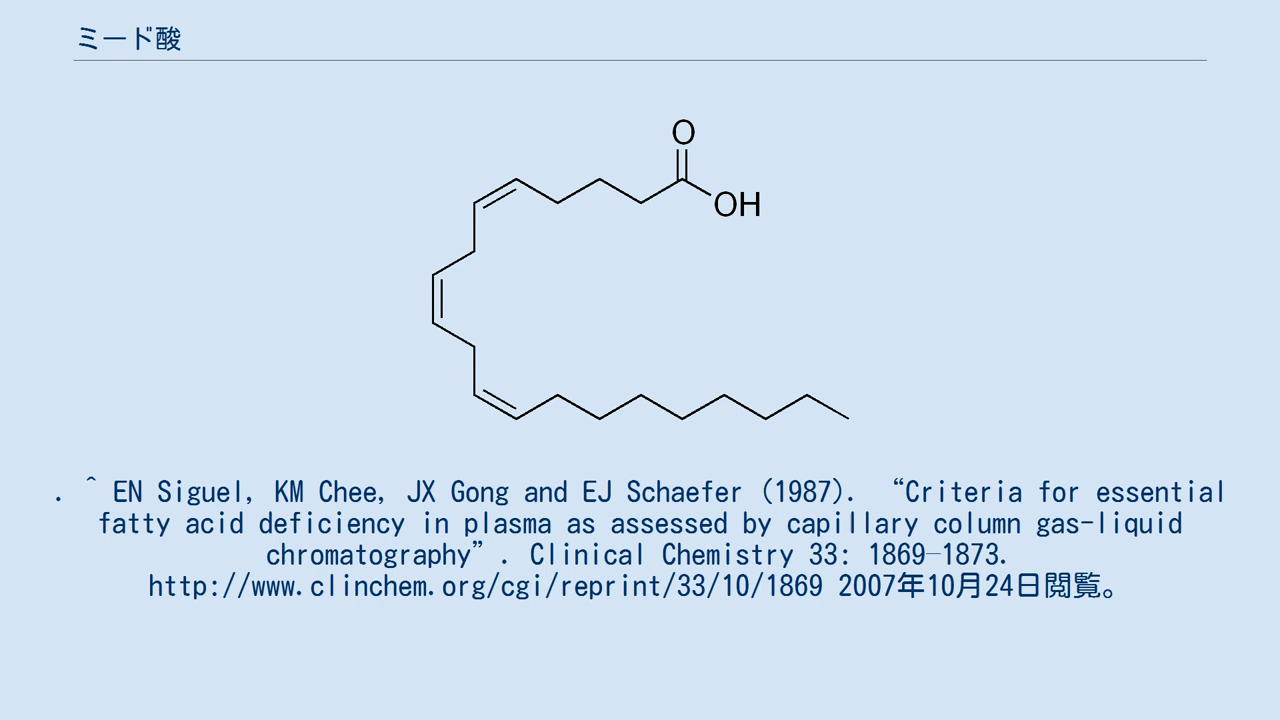 ミード酸
O
OH
. ^ EN Siguel, KM Chee, JX Gong and EJ Schaefer (1987). “Criteria for essential
fatty acid deficiency in plasma as assessed by capillary column gas-liquid
chromatography”. Clinical Chemistry 33: 1869–1873.
http://www.clinchem.org/cgi/reprint/33/10/1869 2007年10月24日閲覧。